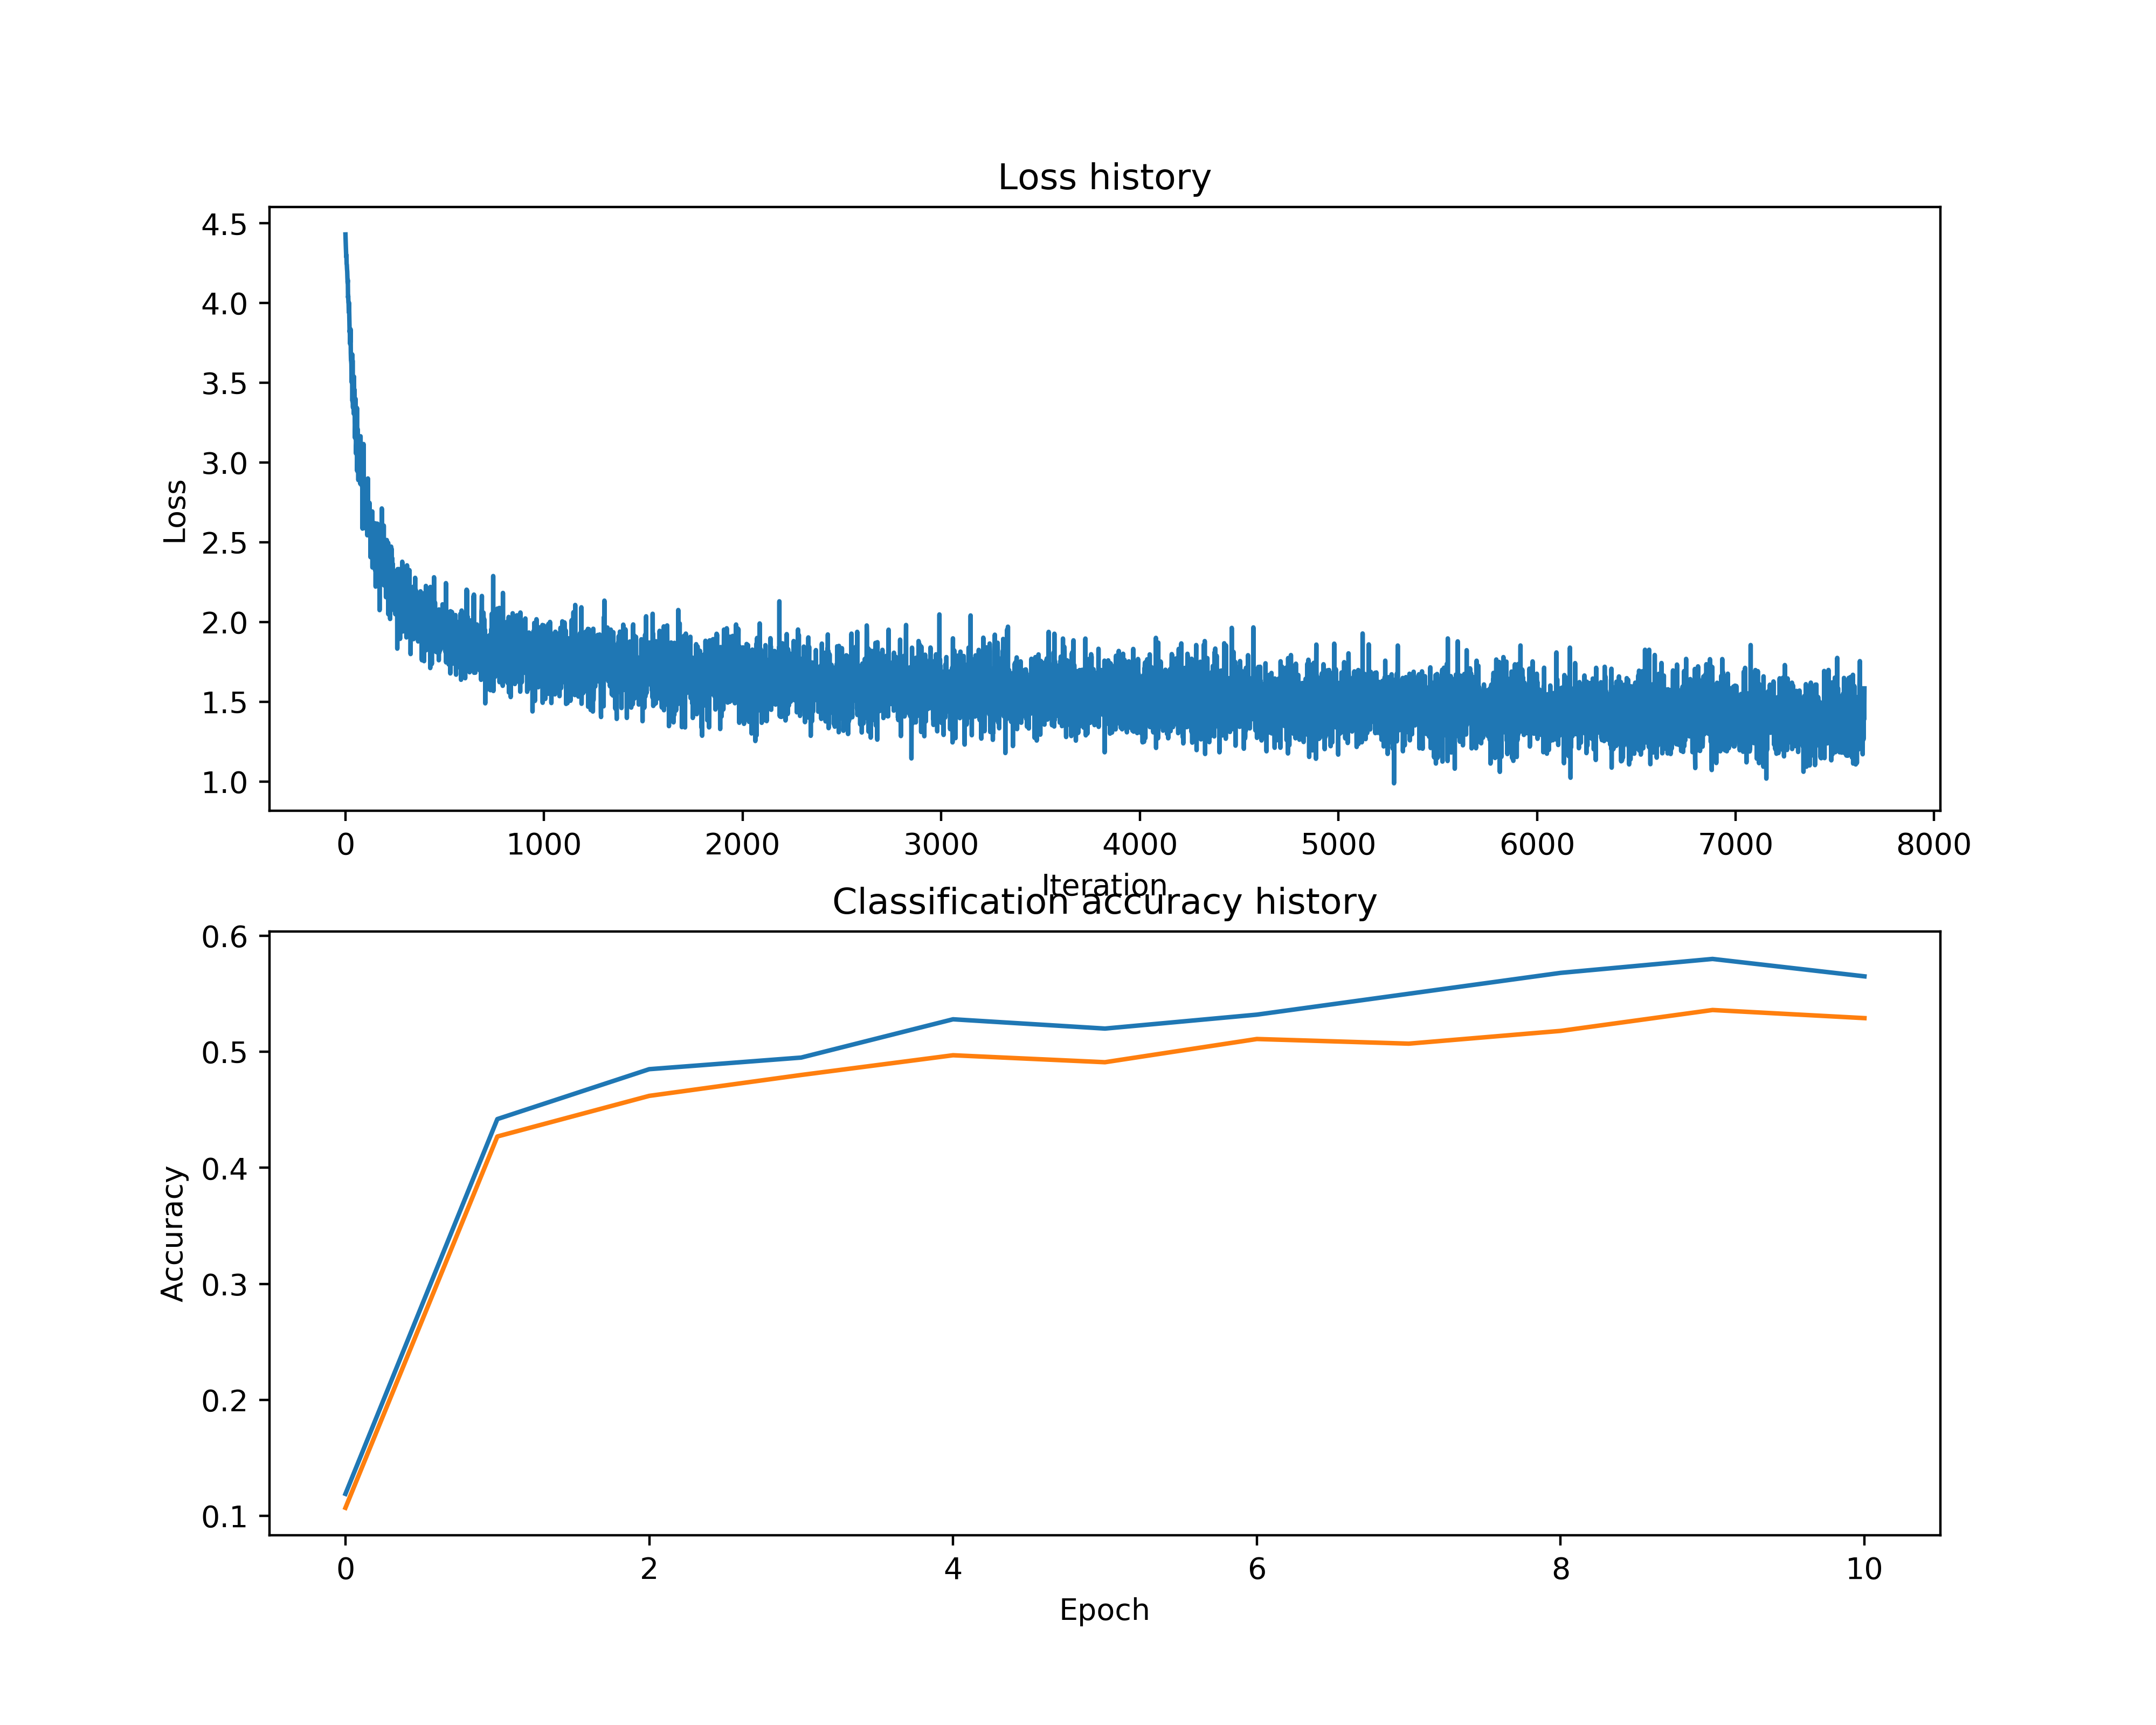 Loss history
4.5
4.0
3.5
3.0
2.5
2.0
1.5
1.0
Loss
0 1000 2000 3000 4000 5000 6000 7000 8000
Iteration
Classification accuracy history
0.6
0.5
0.4
0.3
0.2
0.1
Accuracy
0 2 4 6 8 10
Epoch